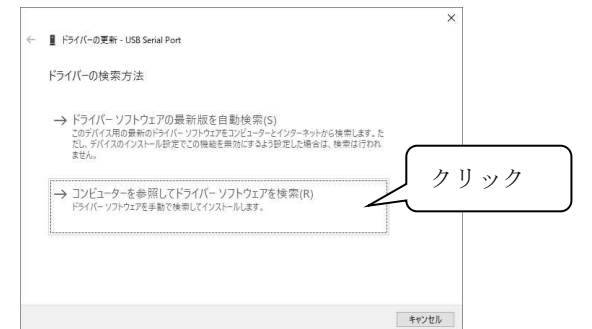 ドライバーの更新 - USB Serial Port
ドライバーの検索方法
→ ドライバー ソフトウェアの最新版を自動検索(S)
このデバイス用の最新のドライバー ソフトウェアをコンピューターとインターネットから検索します。た
だし、デバイスのインストール設定でこの機能を無効にするよう設定した場合は、検索は行われ
ません。
→ コンピューターを参照してドライバー ソフトウェアを検索(R)
ドライバー ソフトウェアを手動で検索してインストールします。
クリック
キャンセル